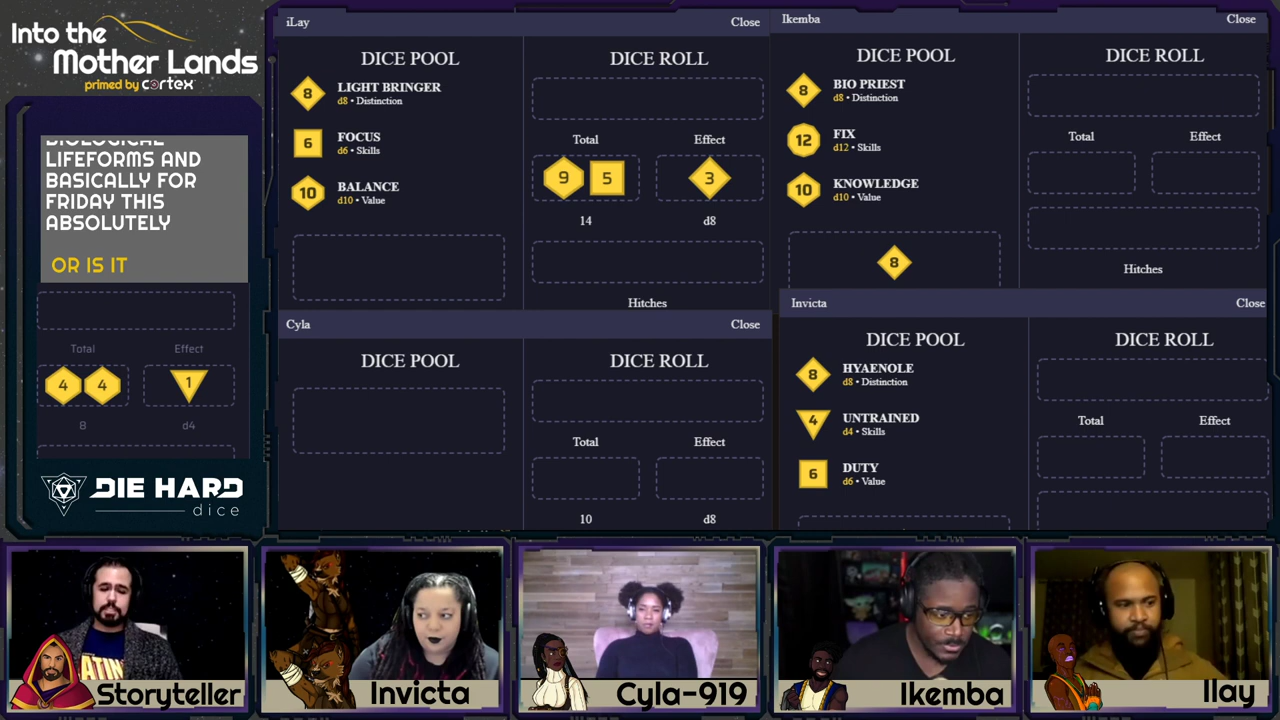 Into the
Mother Lands
primed by cortex
BIOLOGICAL
LIFEFORMS AND
BASICALLY FOR
FRIDAY THIS
ABSOLUTELY
OR IS IT
Total
Effect
4
4
1
8
d4
DIE HARD
dice
iLay
Close
DICE POOL
8
LIGHT BRINGER
d8 • Distinction
6
FOCUS
d6 • Skills
10
BALANCE
d10 • Value
DICE ROLL
Total
Effect
9
5
3
14
d8
Hitches
Ikemba
Close
DICE POOL
8
BIO PRIEST
d8 • Distinction
12
FIX
d12 • Skills
10
KNOWLEDGE
d10 • Value
8
DICE ROLL
Total
Effect
Hitches
Cyla
Close
DICE POOL
DICE ROLL
Total
Effect
10
d8
Invicta
Close
DICE POOL
8
HYAENOLE
d8 • Distinction
4
UNTRAINED
d4 • Skills
6
DUTY
d6 • Value
DICE ROLL
Total
Effect
Storyteller
Invicta
Cyla-919
Ikemba
Ilay